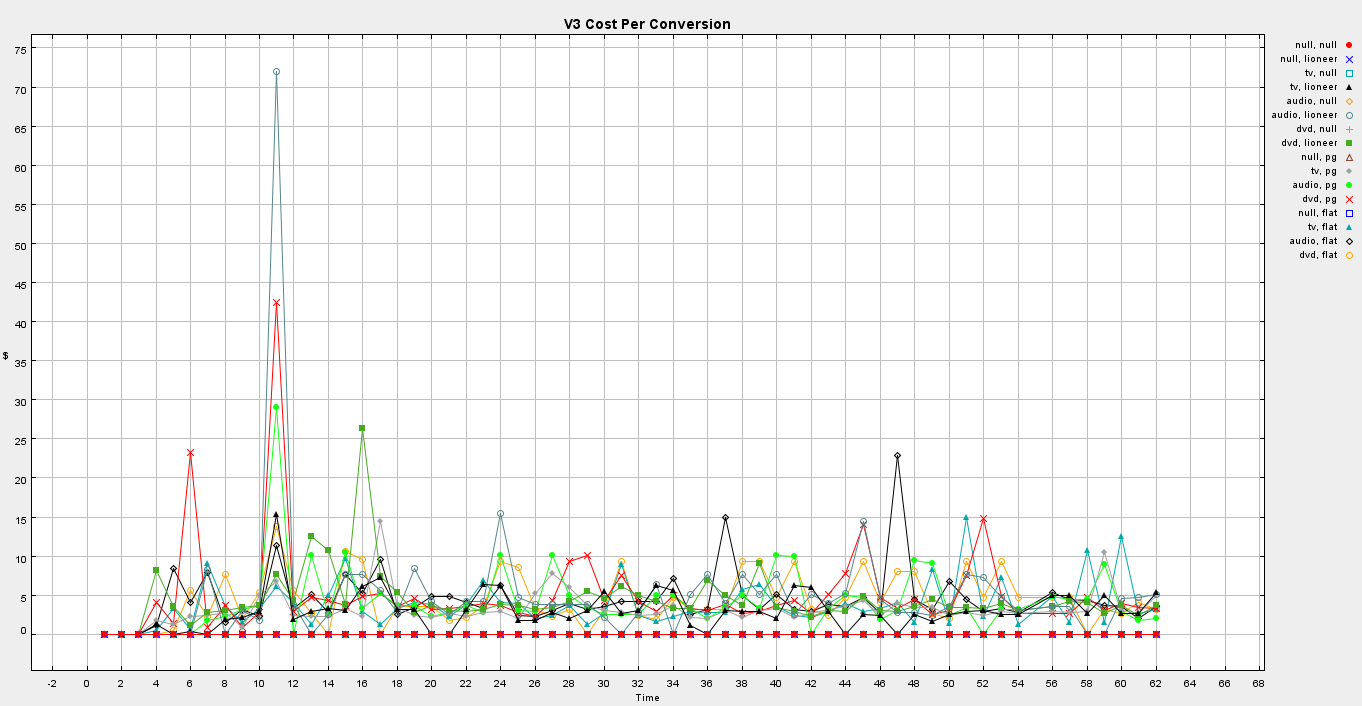 V3 Cost Per Conversion
75
70
65
60
55
50
45
40
35
30
25
20
15
10
5
0
$
-2 0 2 4 6 8 10 12 14 16 18 20 22 24 26 28 30 32 34 36 38 40 42 44 46 48 50 52 54 56 58 60 62 64 66 68
Time
null, null
null, lioneer
tv, null
tv, lioneer
audio, null
audio, lioneer
dvd, null
dvd, lioneer
null, pg
tv, pg
audio, pg
dvd, pg
null, flat
tv, flat
audio, flat
dvd, flat